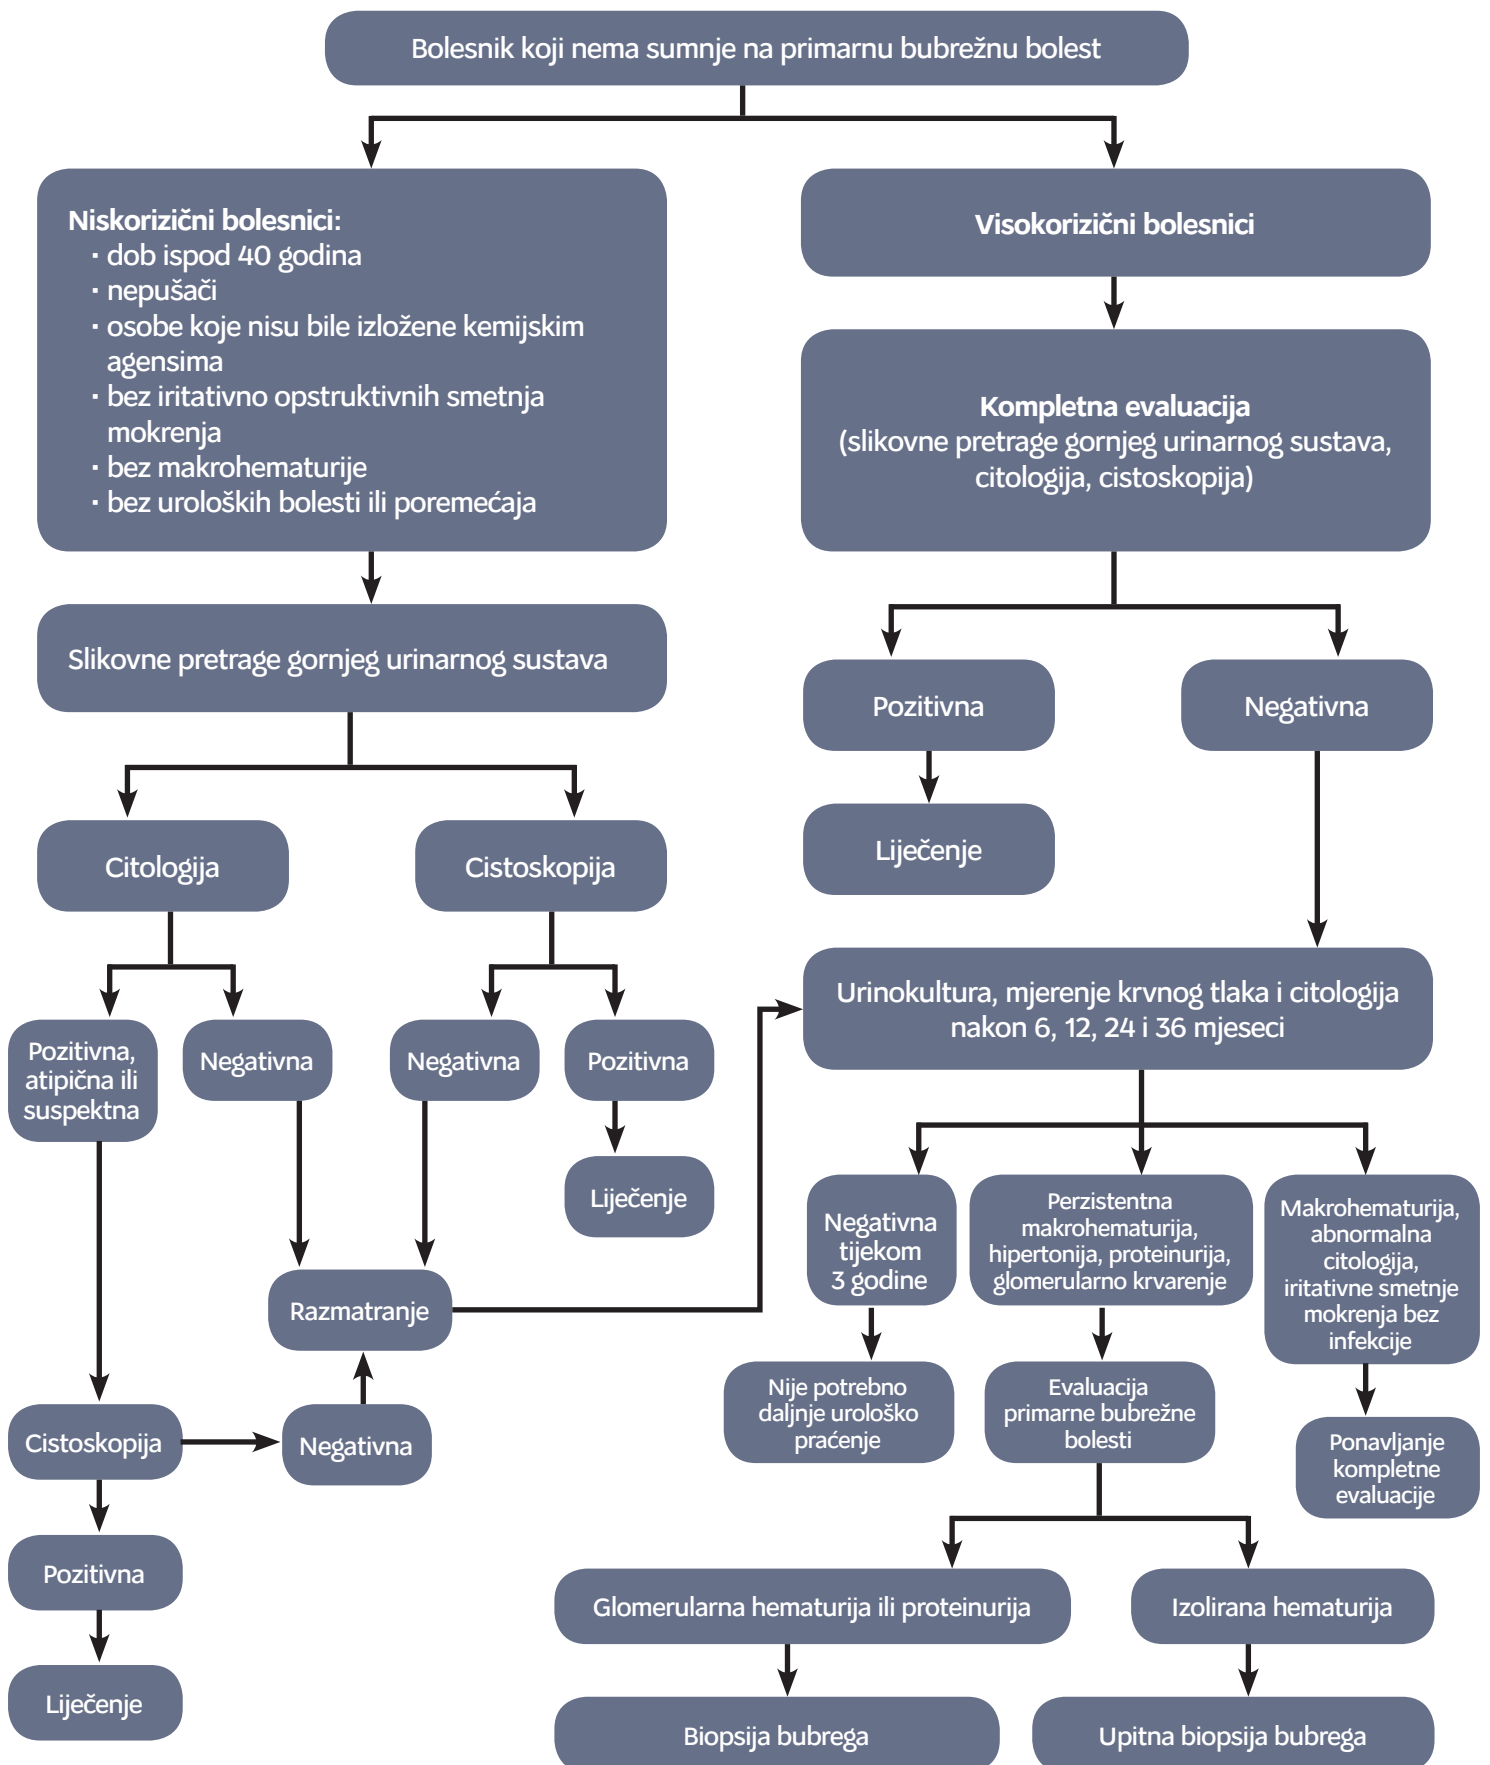 Bolesnik koji nema sumnje na primarnu bubrežnu bolest
Niskorizični bolesnici:
· dob ispod 40 godina
· nepušači
· osobe koje nisu bile izložene kemijskim
agensima
· bez iritativno opstruktivnih smetnja
mokrenja
· bez makrohematurije
· bez uroloških bolesti ili poremećaja
Slikovne pretrage gornjeg urinarnog sustava
Citologija
Cistoskopija
Pozitivna,
atipična ili
suspektna
Negativna
Negativna
Pozitivna
Liječenje
Razmatranje
Cistoskopija
Negativna
Pozitivna
Liječenje
Visokorizični bolesnici
Kompletna evaluacija
(slikovne pretrage gornjeg urinarnog sustava,
citologija, cistoskopija)
Pozitivna
Negativna
Liječenje
Urinokultura, mjerenje krvnog tlaka i citologija
nakon 6, 12, 24 i 36 mjeseci
Negativna
tijekom
3 godine
Perzistentna
makrohematurija,
hipertonija, proteinurija,
glomerularno krvarenje
Makrohematurija,
abnormalna
citologija,
iritativne smetnje
mokrenja bez
infekcije
Nije potrebno
daljnje urološko
praćenje
Evaluacija
primarne bubrežne
bolesti
Ponavljanje
kompletne
evaluacije
Glomerularna hematurija ili proteinurija
Izolirana hematurija
Biopsija bubrega
Upitna biopsija bubrega